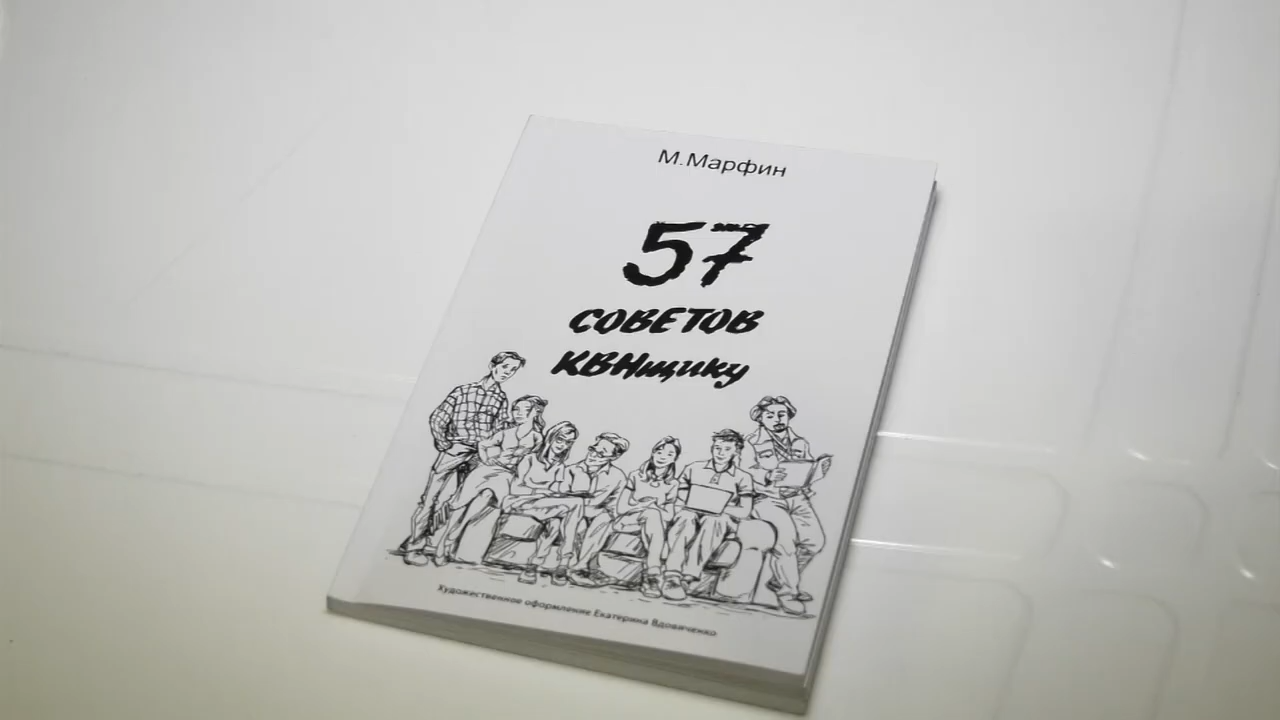 М.Марфин
57
СОВЕТОВ
КВНщику
Художественное оформление Екатерина Вдовиченко